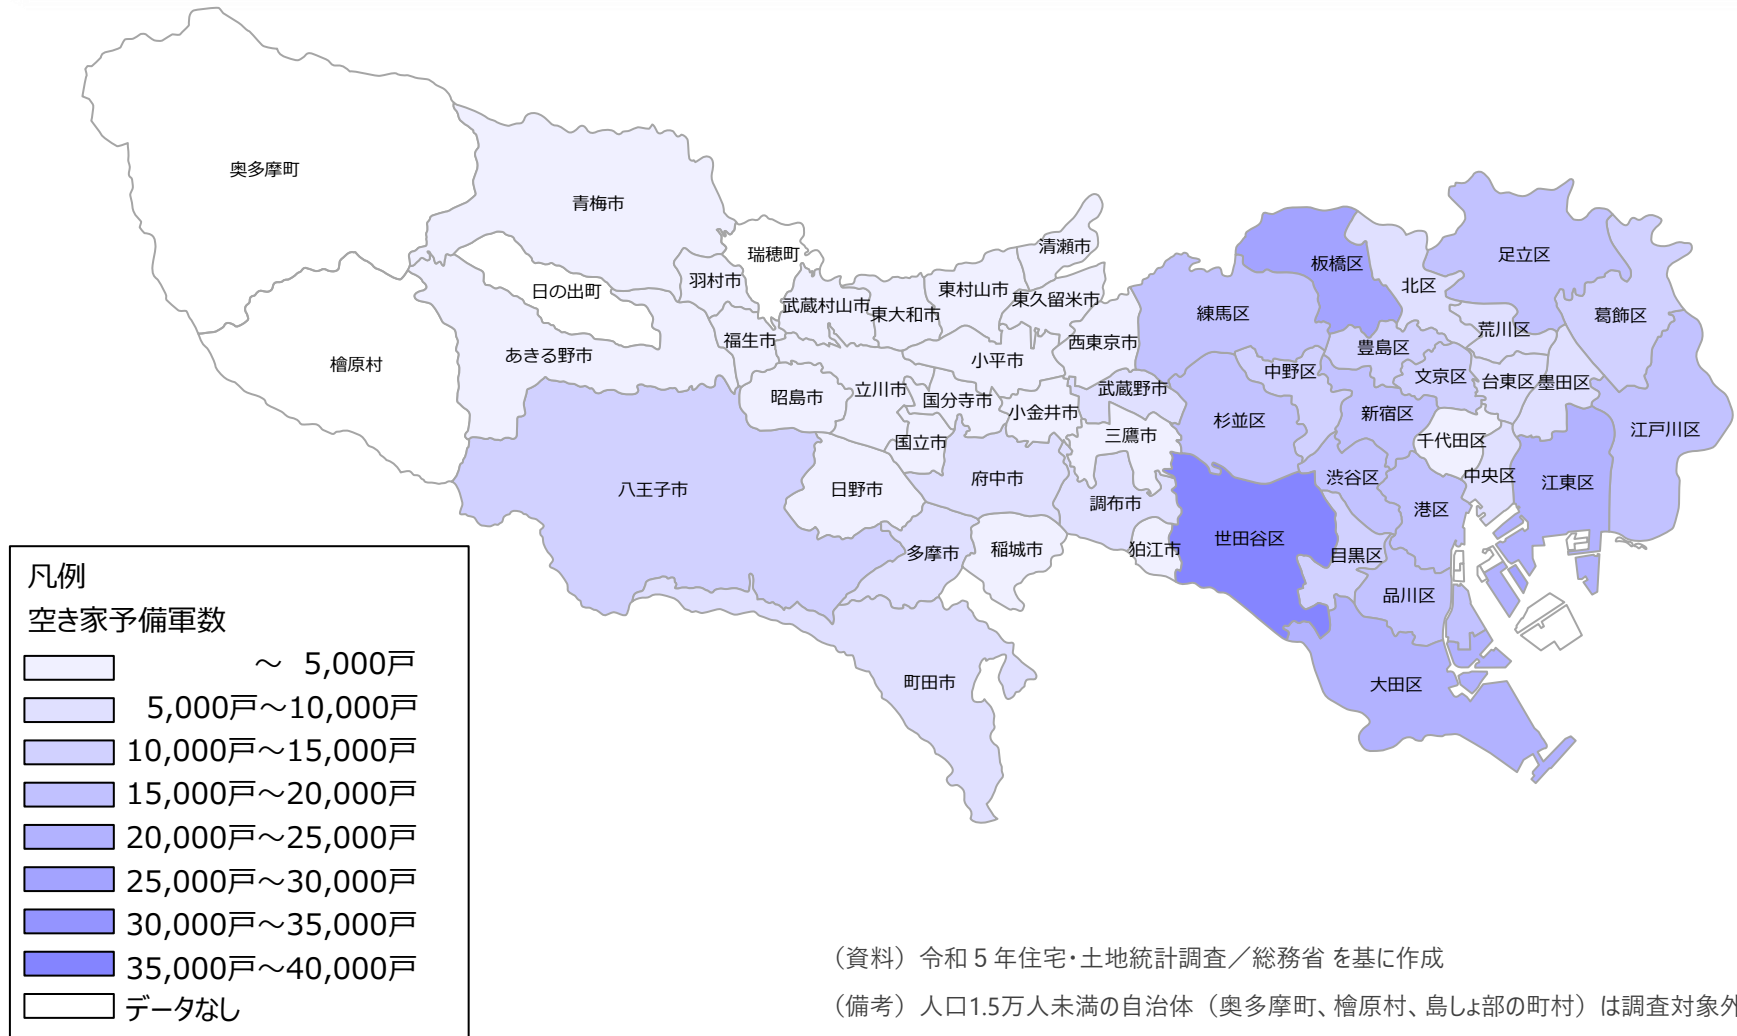 奥多摩町
青梅市
瑞穂町
羽村市
日の出町
檜原村
あきる野市
福生市
武蔵村山市
東大和市
東村山市
清瀬市
東久留米市
西東京市
小平市
昭島市
立川市
国分寺市
小金井市
武蔵野市
国立市
三鷹市
八王子市
日野市
府中市
調布市
多摩市
稲城市
狛江市
町田市
板橋区
北区
足立区
練馬区
豊島区
荒川区
葛飾区
中野区
文京区
台東区
墨田区
杉並区
新宿区
千代田区
江戸川区
渋谷区
中央区
江東区
港区
世田谷区
目黒区
品川区
大田区
凡例
空き家予備軍数
～ 5,000戸
5,000戸～10,000戸
10,000戸～15,000戸
15,000戸～20,000戸
20,000戸～25,000戸
25,000戸～30,000戸
30,000戸～35,000戸
35,000戸～40,000戸
データなし
（資料）令和５年住宅・土地統計調査／総務省 を基に作成
（備考）人口1.5万人未満の自治体（奥多摩町、檜原村、島しょ部の町村）は調査対象外